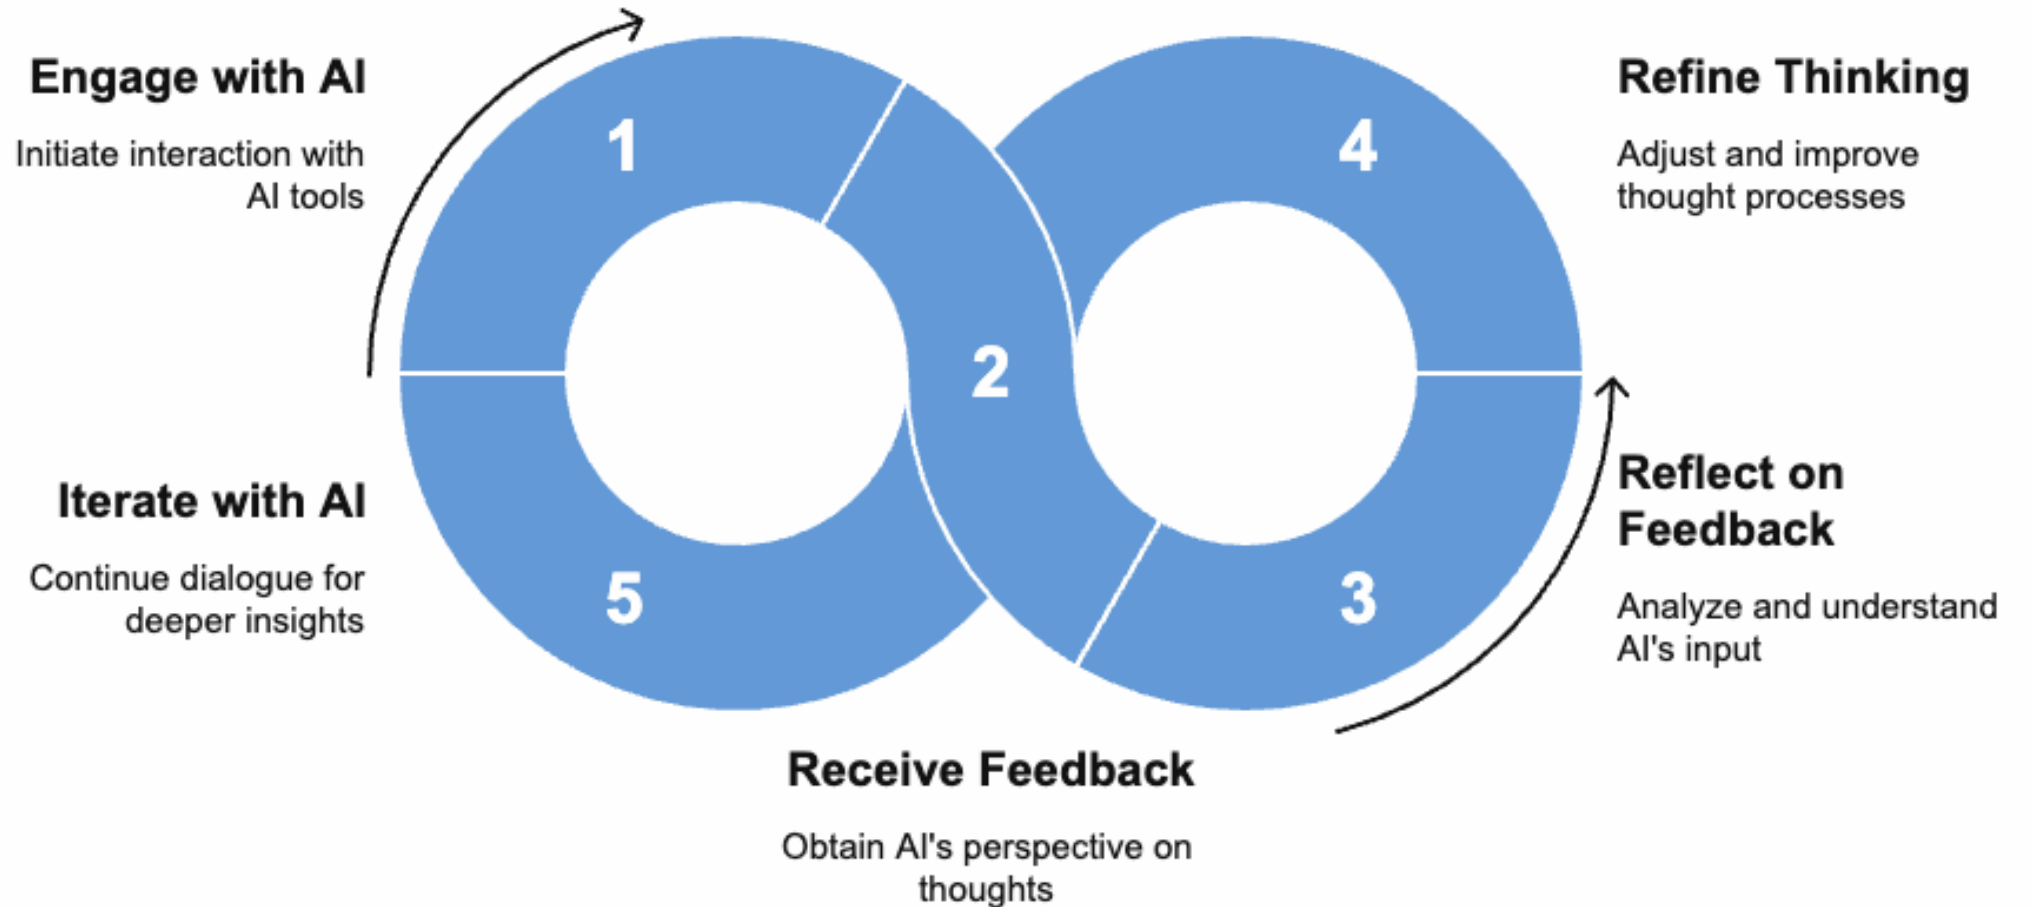 Engage with AI
Initiate interaction with
AI tools
1
2
Receive Feedback
Obtain AI's perspective on
thoughts
3
Reflect on
Feedback
Analyze and understand
AI's input
4
Refine Thinking
Adjust and improve
thought processes
5
Iterate with AI
Continue dialogue for
deeper insights